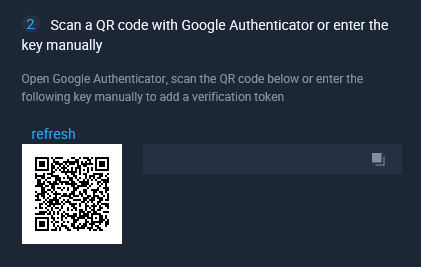 2 Scan a QR code with Google Authenticator or enter the
key manually
Open Google Authenticator, scan the QR code below or enter the
following key manually to add a verification token
refresh